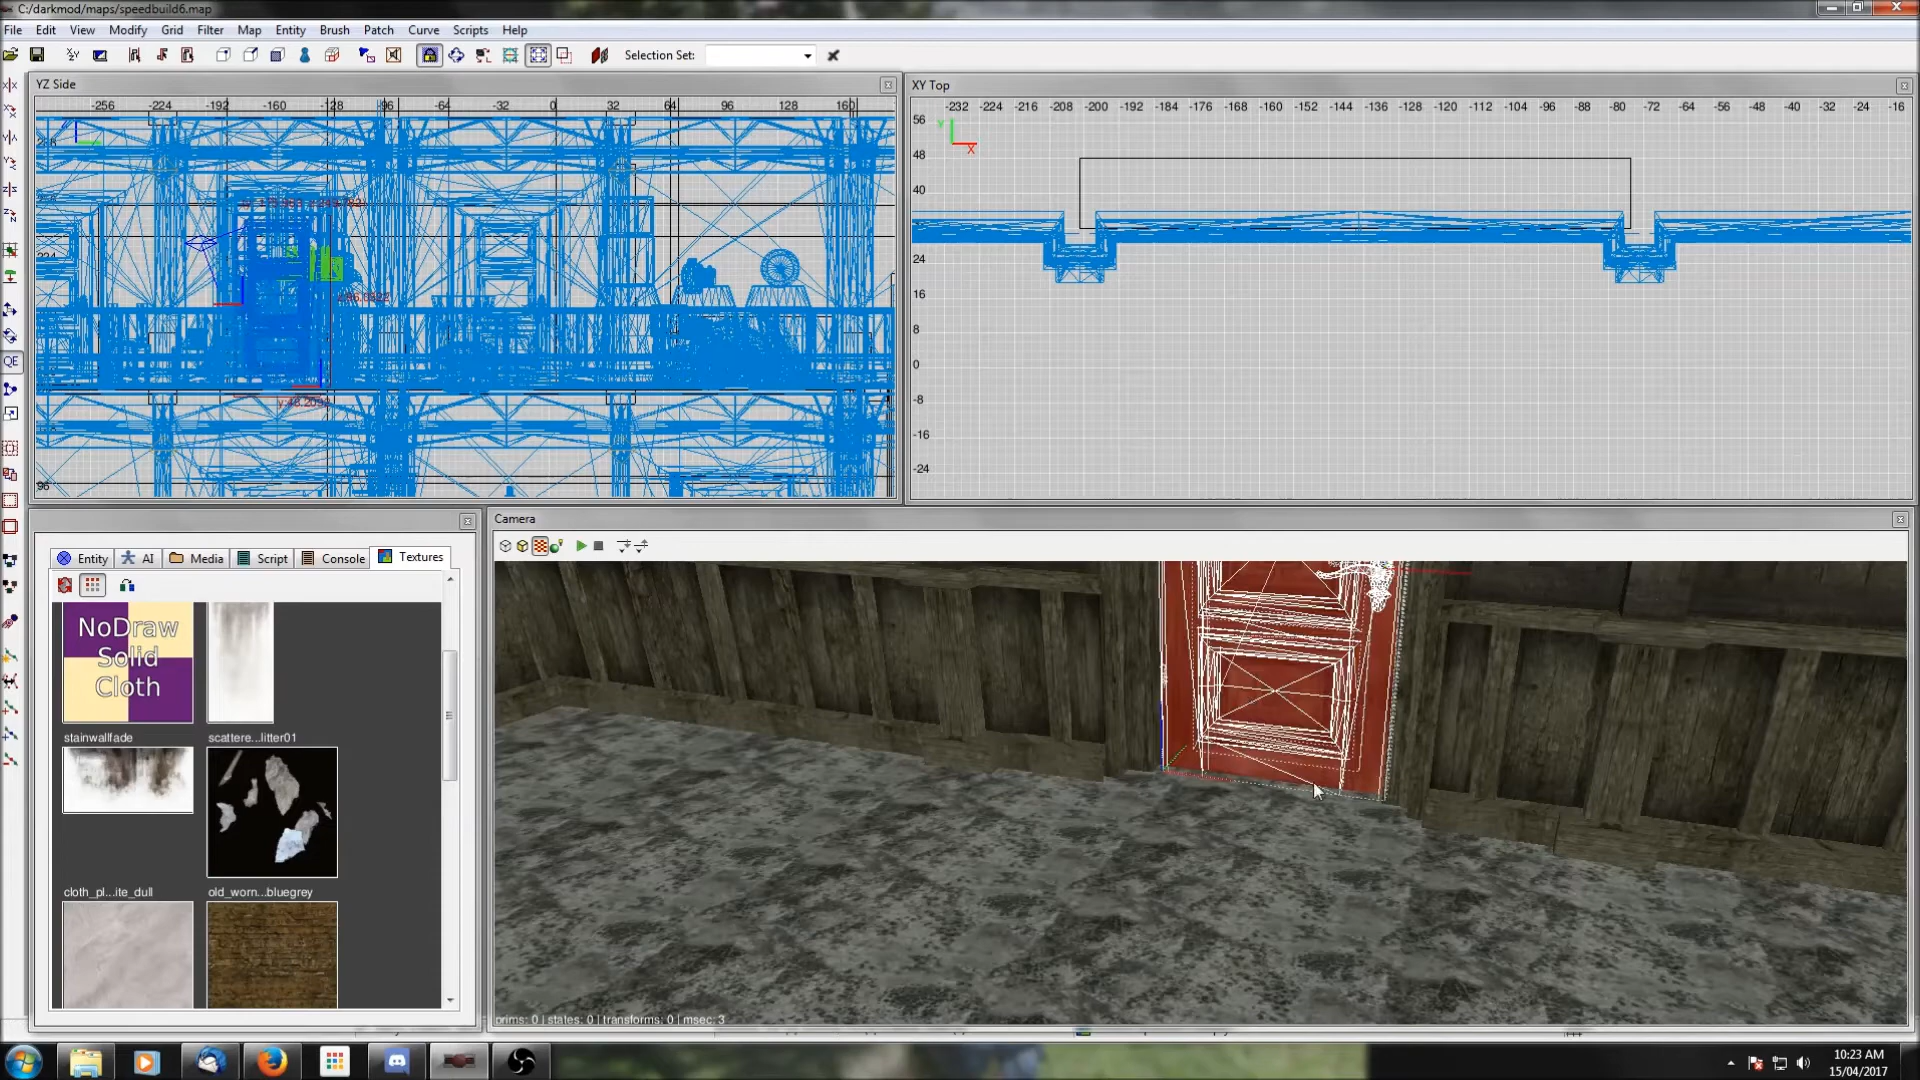 C:/darkmod/maps/speedbuild6.map
File Edit View Modify Grid Filter Map Entity Brush Patch Curve Scripts Help
Selection Set:
YZ Side
-256 -224 -192 -160 -128 -96 -64 -32 0 32 64 96 128 160
224
96
XY Top
-232 -224 -216 -208 -200 -192 -184 -176 -168 -160 -152 -144 -136 -128 -120 -112 -104 -96 -88 -80 -72 -64 -56 -48 -40 -32 -24 -16
56
48
40
24
16
8
0
-8
-16
-24
Y
X
QE
Entity AI Media Script Console Textures
NoDraw
Solid
Cloth
stainwallfade
scattere...litter01
cloth_pl...ite_dull
old_worn...bluegrey
Camera
prims: 0 | states: 0 | transforms: 0 | msec: 3
10:23 AM
15/04/2017